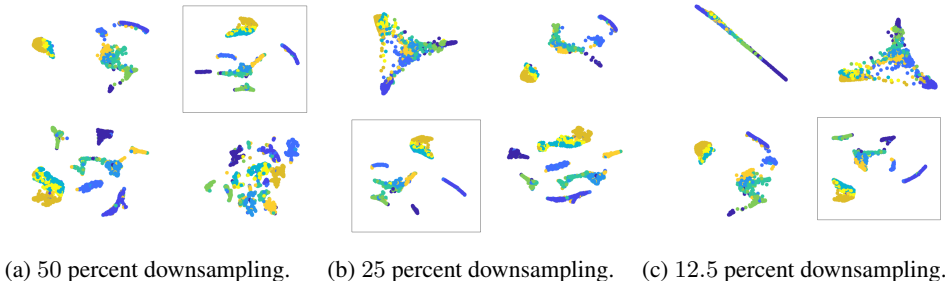 (a) 50 percent downsampling.
(b) 25 percent downsampling.
(c) 12.5 percent downsampling.